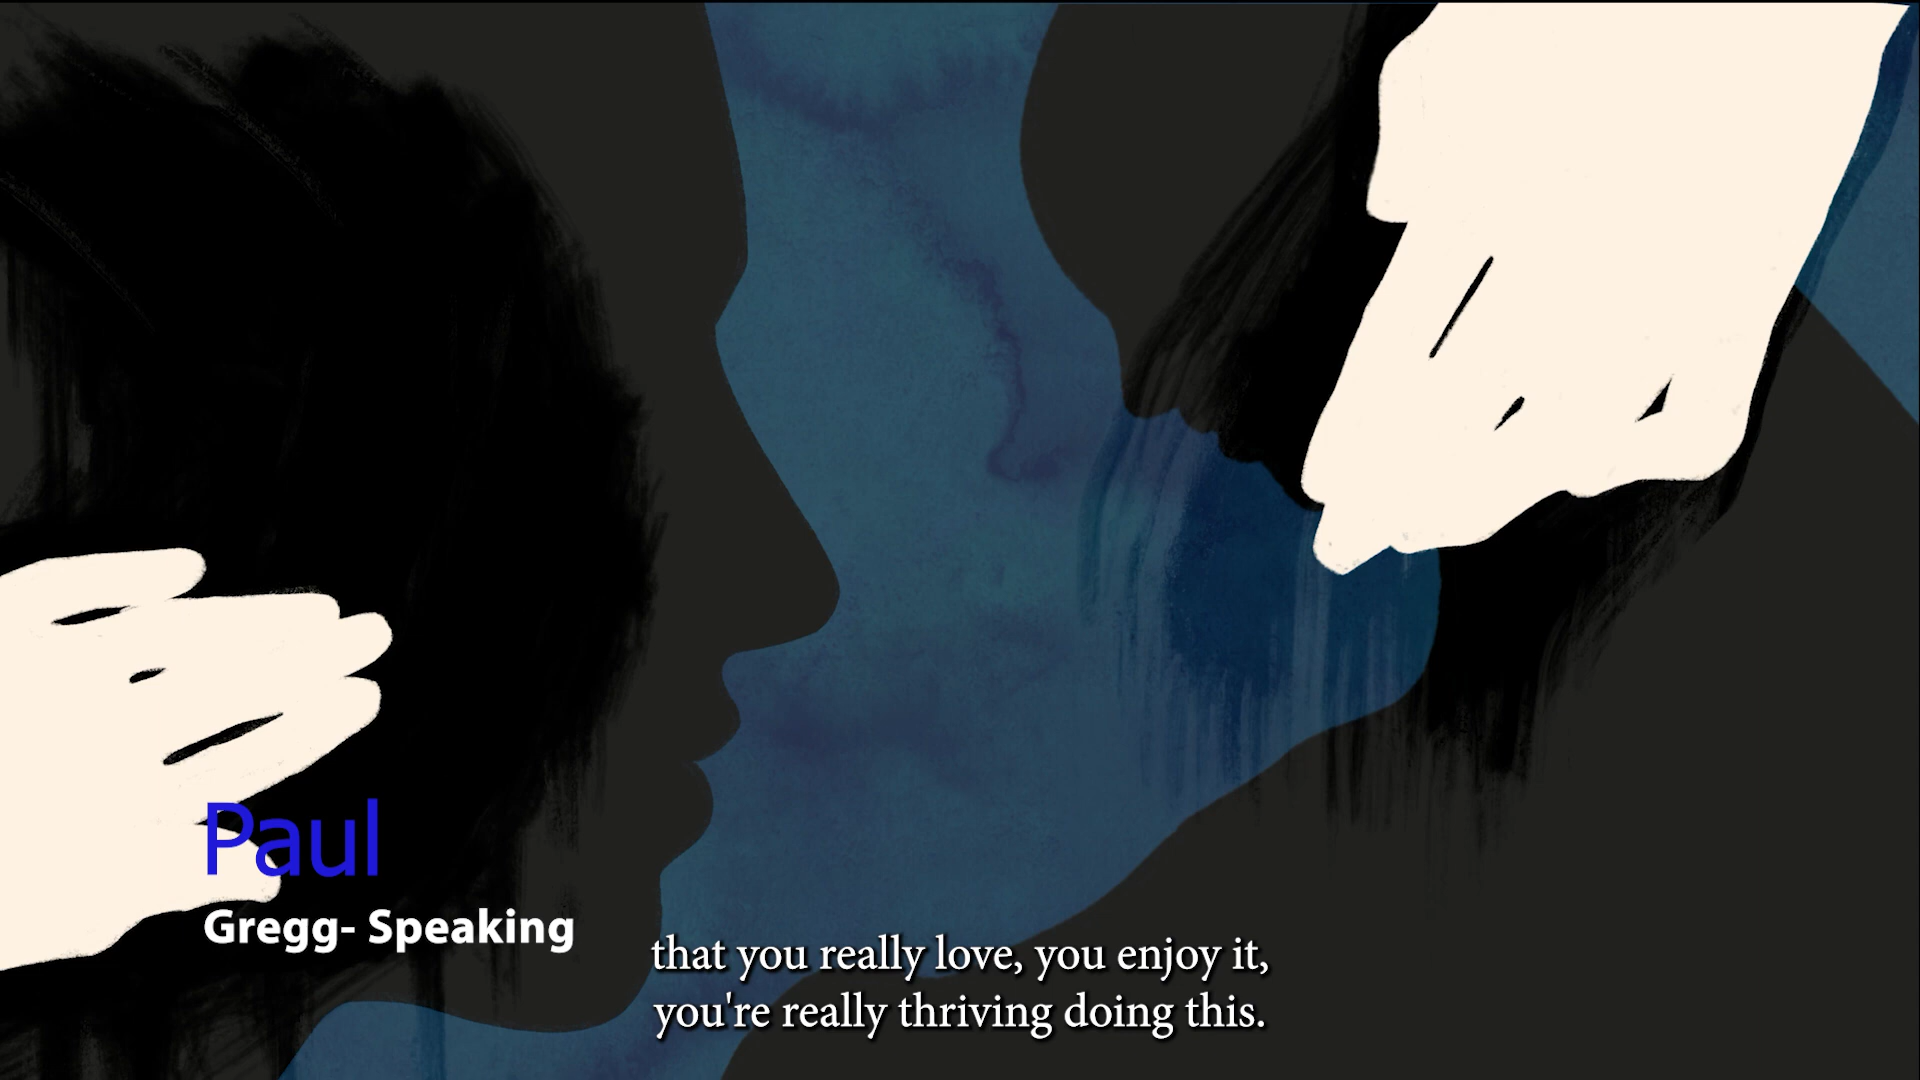 Paul
Gregg- Speaking
that you really love, you enjoy it,
you're really thriving doing this.